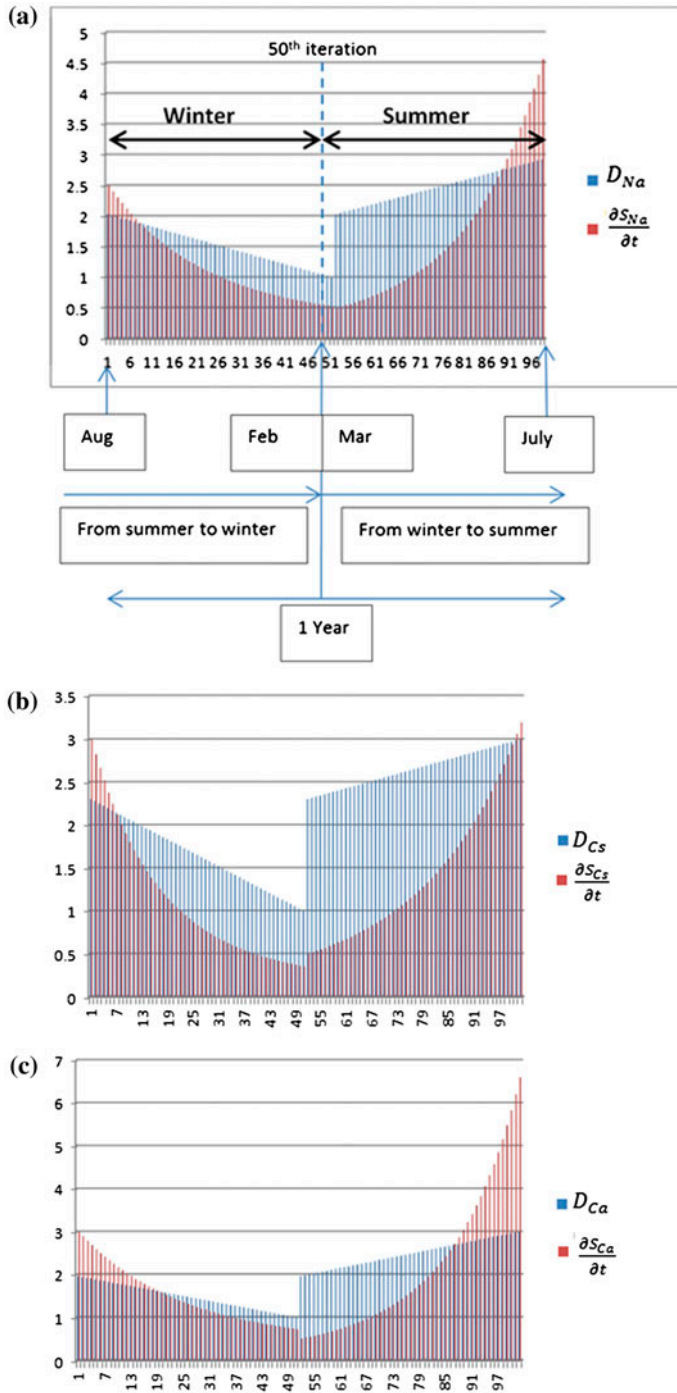 (a)
5
50th iteration
4.5
4
Winter
Summer
3.5
3
2.5
D_Na
2
∂S_Na
∂t
1.5
1
0.5
0
1 6 11 16 21 26 31 36 41 46 51 56 61 66 71 76 81 86 91 96
Aug
Feb
Mar
July
From summer to winter
From winter to summer
1 Year
(b)
3.5
3
2.5
2
D_Cs
1.5
∂S_Cs
∂t
1
0.5
0
1 7 13 19 25 31 37 43 49 55 61 67 73 79 85 91 97
(c)
7
6
5
4
D_Ca
3
∂S_Ca
∂t
2
1
0
1 7 13 19 25 31 37 43 49 55 61 67 73 79 85 91 97